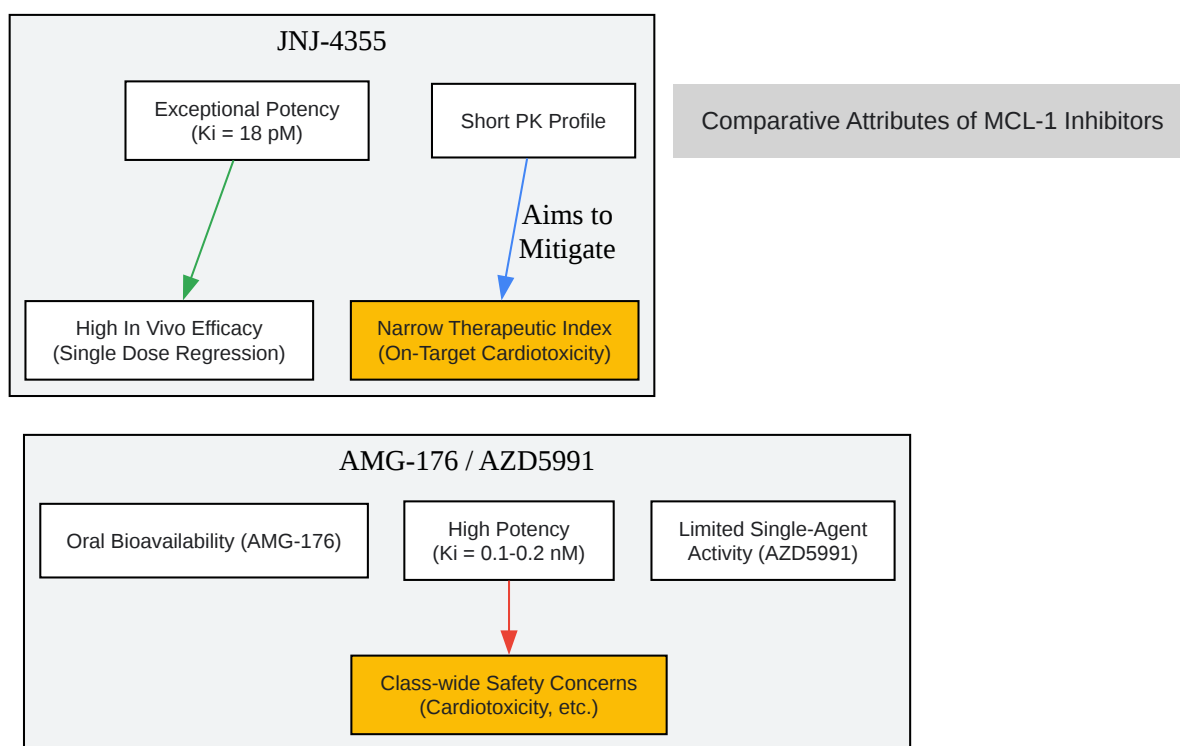 JNJ-4355
Exceptional Potency
(Ki = 18 pM)
Short PK Profile
Comparative Attributes of MCL-1 Inhibitors
Aims to
Mitigate
High In Vivo Efficacy
(Single Dose Regression)
Narrow Therapeutic Index
(On-Target Cardiotoxicity)
AMG-176 / AZD5991
Oral Bioavailability (AMG-176)
High Potency
(Ki = 0.1-0.2 nM)
Limited Single-Agent
Activity (AZD5991)
Class-wide Safety Concerns
(Cardiotoxicity, etc.)